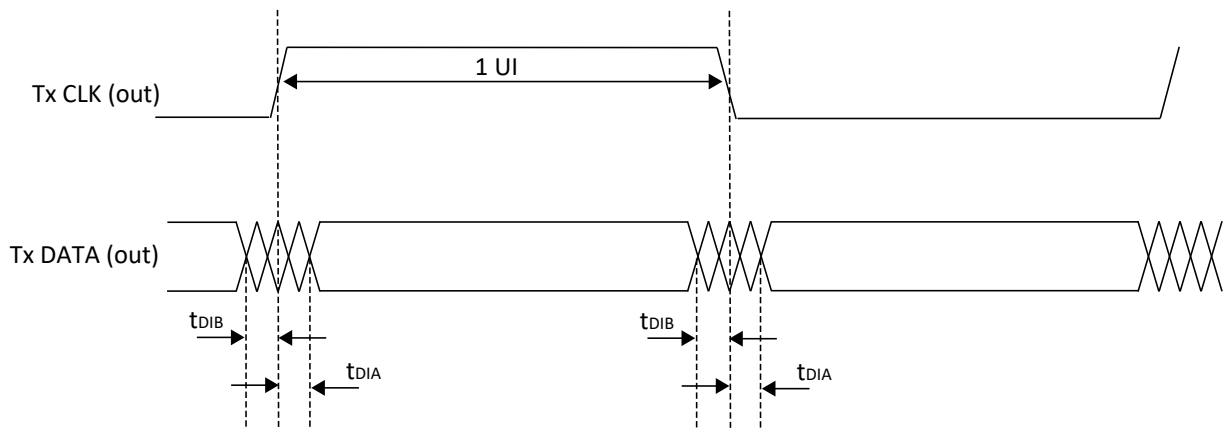 1 UI
Tx CLK (out)
Tx DATA (out)
tDIB
tDIB
tDIA
tDIA